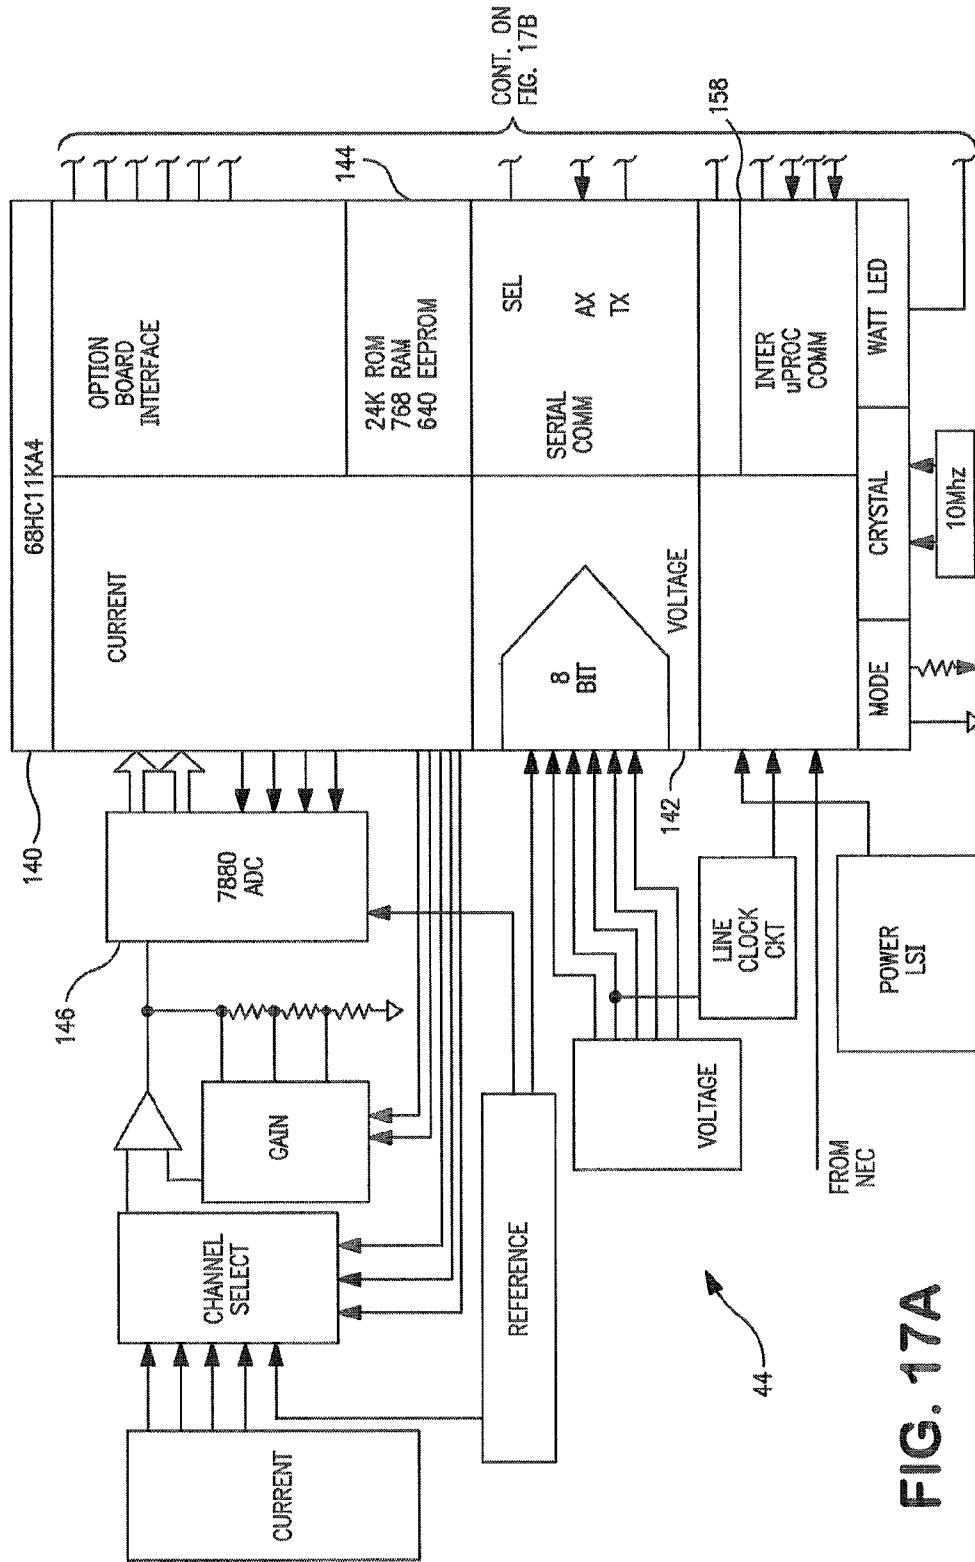 CURRENT
CHANNEL
SELECT
GAIN
146
7880
ADC
140
68HC11KA4
CURRENT
OPTION
BOARD
INTERFACE
24K ROM
768 RAM
640 EEPROM
144
REFERENCE
8
BIT
VOLTAGE
142
SERIAL
COMM
SEL
AX
TX
CONT. ON
FIG. 17B
VOLTAGE
LINE
CLOCK
CKT
158
INTER
uPROC
COMM
FROM
NEC
POWER
LSI
MODE
CRYSTAL
WATT LED
10Mhz
44
FIG. 17A